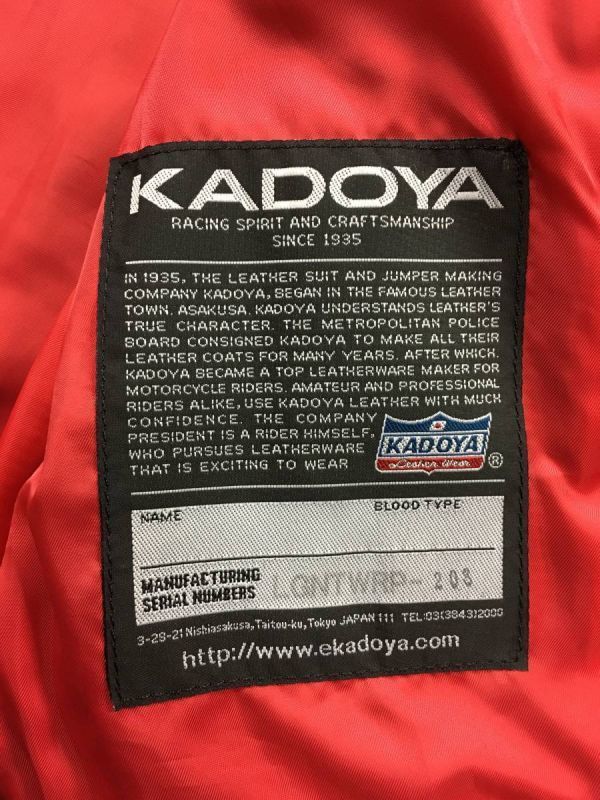 KADOYA
RACING SPIRIT AND CRAFTSMANSHIP
SINCE 1935
IN 1935, THE LEATHER SUIT AND JUMPER MAKING
COMPANY KADOYA, BEGAN IN THE FAMOUS LEATHER
TOWN, ASAKUSA. KADOYA UNDERSTANDS LEATHER'S
TRUE CHARACTER. THE METROPOLITAN POLICE
BOARD CONSIGNED KADOYA TO MAKE ALL THEIR
LEATHER COATS FOR MANY YEARS. AFTER WHICH,
KADOYA BECAME A TOP LEATHERWARE MAKER FOR
MOTORCYCLE RIDERS. AMATEUR AND PROFESSIONAL
RIDERS ALIKE, USE KADOYA LEATHER WITH MUCH
CONFIDENCE. THE COMPANY
PRESIDENT IS A RIDER HIMSELF,
WHO PURSUES LEATHERWARE
THAT IS EXCITING TO WEAR
KADOYA
Leather Wear
®
NAME BLOOD TYPE
MANUFACTURING
SERIAL NUMBERS LGNTWRP-203
3-29-21 Nishiasakusa, Taitou-ku, Tokyo JAPAN 111 TEL:03(3843)2000
http://www.ekadoya.com